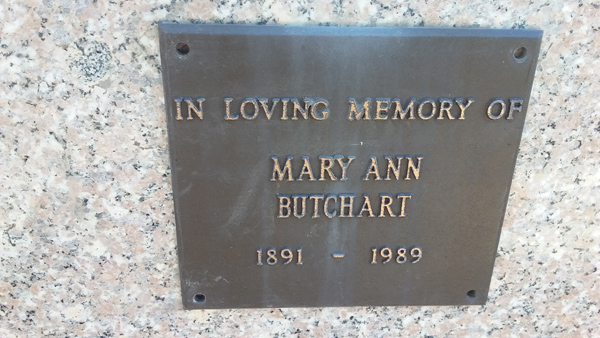 IN LOVING MEMORY OF
MARY ANN
BUTCHART
1891 - 1989